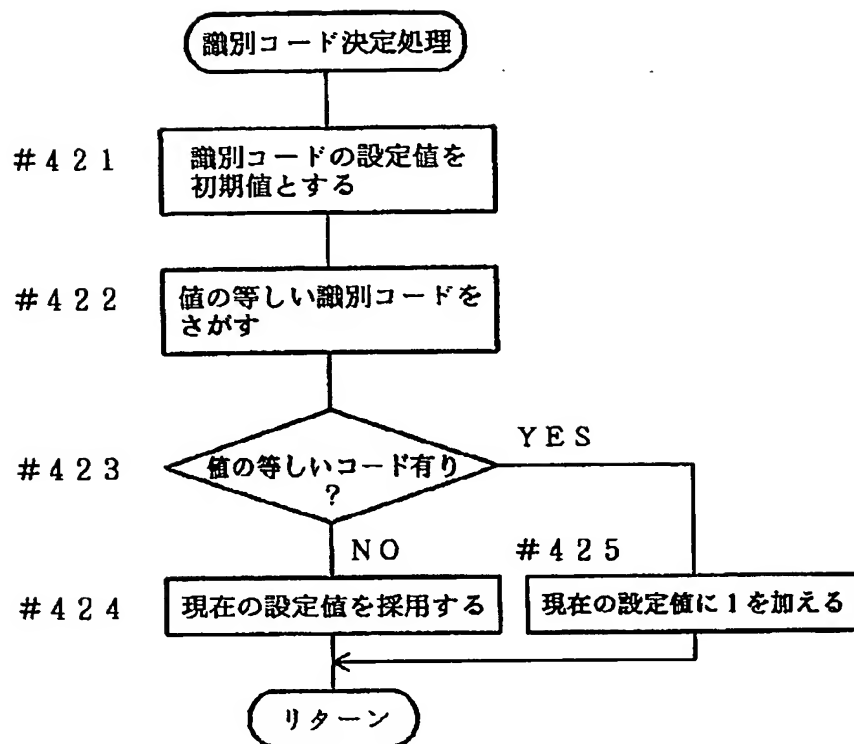 識別コード決定処理
#421
識別コードの設定値を
初期値とする
#422
値の等しい識別コードを
さがす
#423
値の等しいコード有り
?
YES
NO
#425
#424
現在の設定値を採用する
現在の設定値に1を加える
リターン